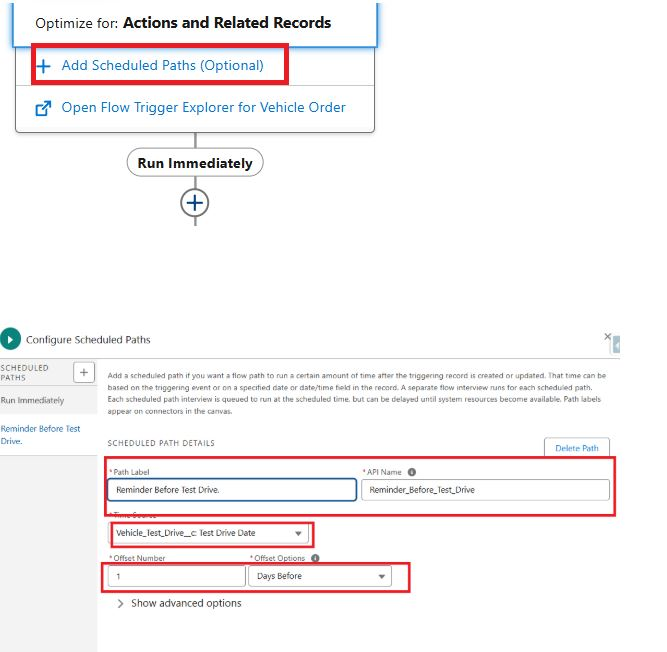 Optimize for: Actions and Related Records
Add Scheduled Paths (Optional)
Open Flow Trigger Explorer for Vehicle Order
Run Immediately
Configure Scheduled Paths
SCHEDULED
PATHS
Run Immediately
Reminder Before Test
Drive.
Add a scheduled path if you want a flow path to run a certain amount of time after the triggering record is created or updated. That time can be
based on the triggering event or on a specified date or date/time field in the record. A separate flow interview runs for each scheduled path.
Each scheduled path interview is queued to run at the scheduled time, but can be delayed until system resources become available. Path labels
appear on connectors in the canvas.
SCHEDULED PATH DETAILS
Delete Path
* Path Label
* API Name
Reminder Before Test Drive.
Reminder_Before_Test_Drive
* Time Source
Vehicle_Test_Drive__c: Test Drive Date
* Offset Number
* Offset Options
1
Days Before
Show advanced options